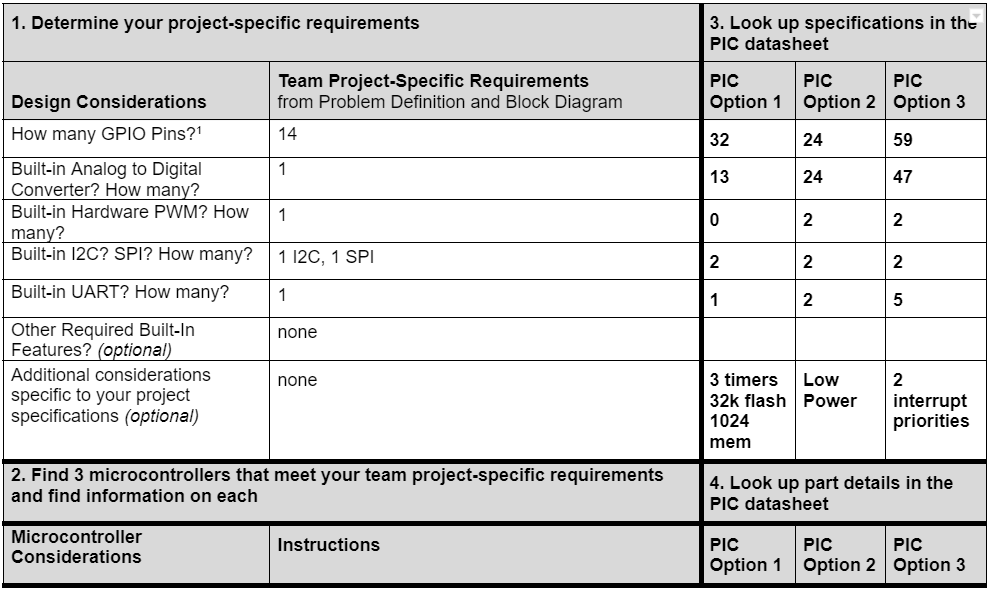 1. Determine your project-specific requirements
3. Look up specifications in the
PIC datasheet
Design Considerations
Team Project-Specific Requirements
from Problem Definition and Block Diagram
PIC
Option 1
PIC
Option 2
PIC
Option 3
How many GPIO Pins?¹
14
32
24
59
Built-in Analog to Digital
Converter? How many?
1
13
24
47
Built-in Hardware PWM? How
many?
1
0
2
2
Built-in I2C? SPI? How many?
1 I2C, 1 SPI
2
2
2
Built-in UART? How many?
1
1
2
5
Other Required Built-In
Features? (optional)
none
Additional considerations
specific to your project
specifications (optional)
none
3 timers
32k flash
1024
mem
Low
Power
2
interrupt
priorities
2. Find 3 microcontrollers that meet your team project-specific requirements
and find information on each
4. Look up part details in the
PIC datasheet
Microcontroller
Considerations
Instructions
PIC
Option 1
PIC
Option 2
PIC
Option 3